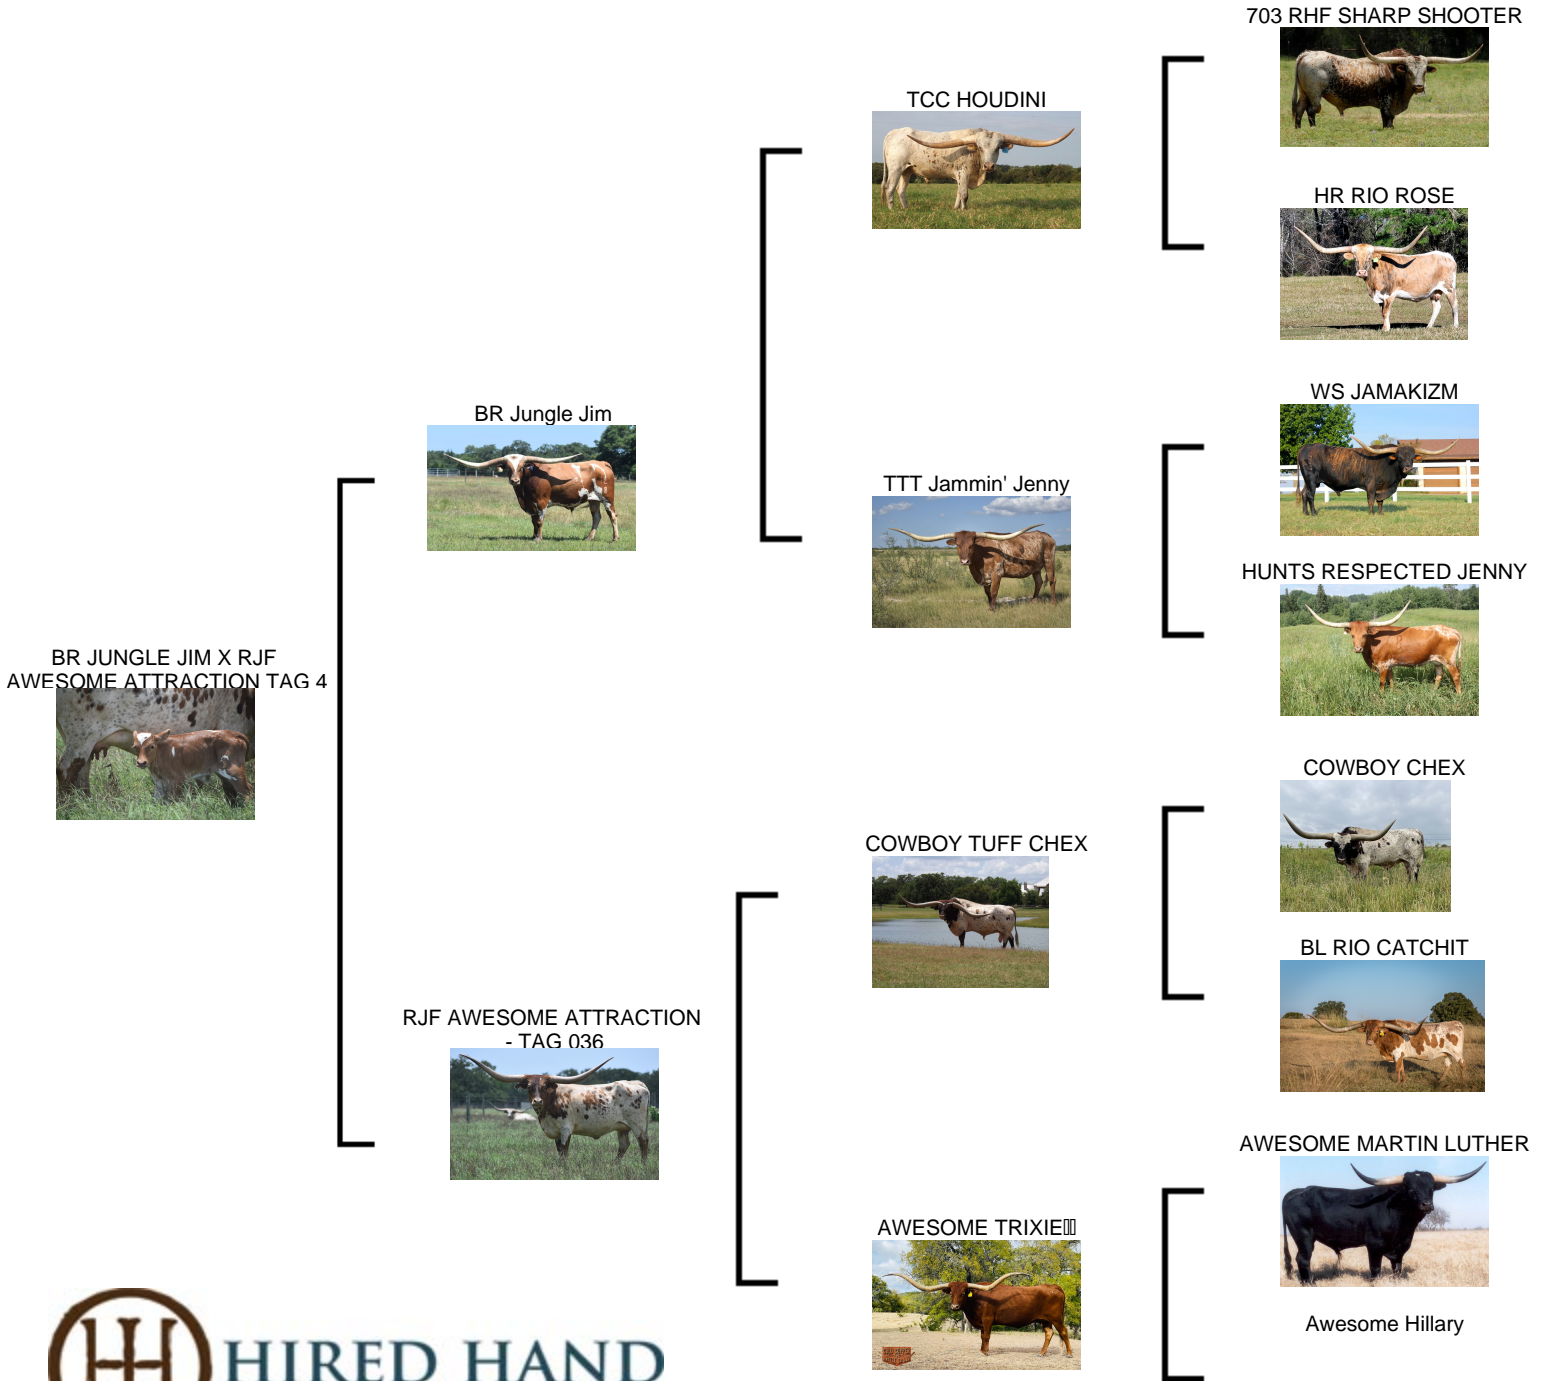 703 RHF SHARP SHOOTER
TCC HOUDINI
HR RIO ROSE
WS JAMAKIZM
BR Jungle Jim
TTT Jammin' Jenny
HUNTS RESPECTED JENNY
BR JUNGLE JIM X RJF
AWESOME ATTRACTION TAG 4
COWBOY CHEX
COWBOY TUFF CHEX
BL RIO CATCHIT
RJF AWESOME ATTRACTION
- TAG 036
AWESOME MARTIN LUTHER
AWESOME TRIXIE
Awesome Hillary
HIRED HAND